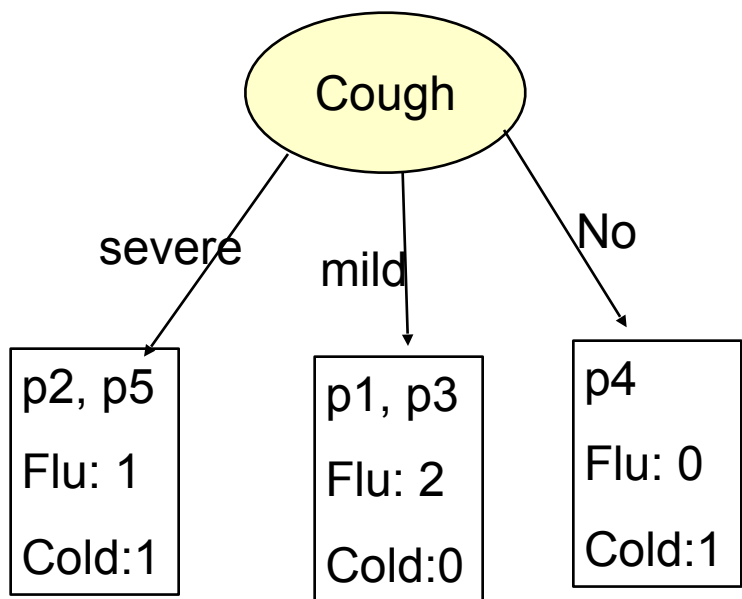 Cough
severe
mild
No
p2, p5
Flu: 1
Cold:1
p1, p3
Flu: 2
Cold:0
p4
Flu: 0
Cold:1